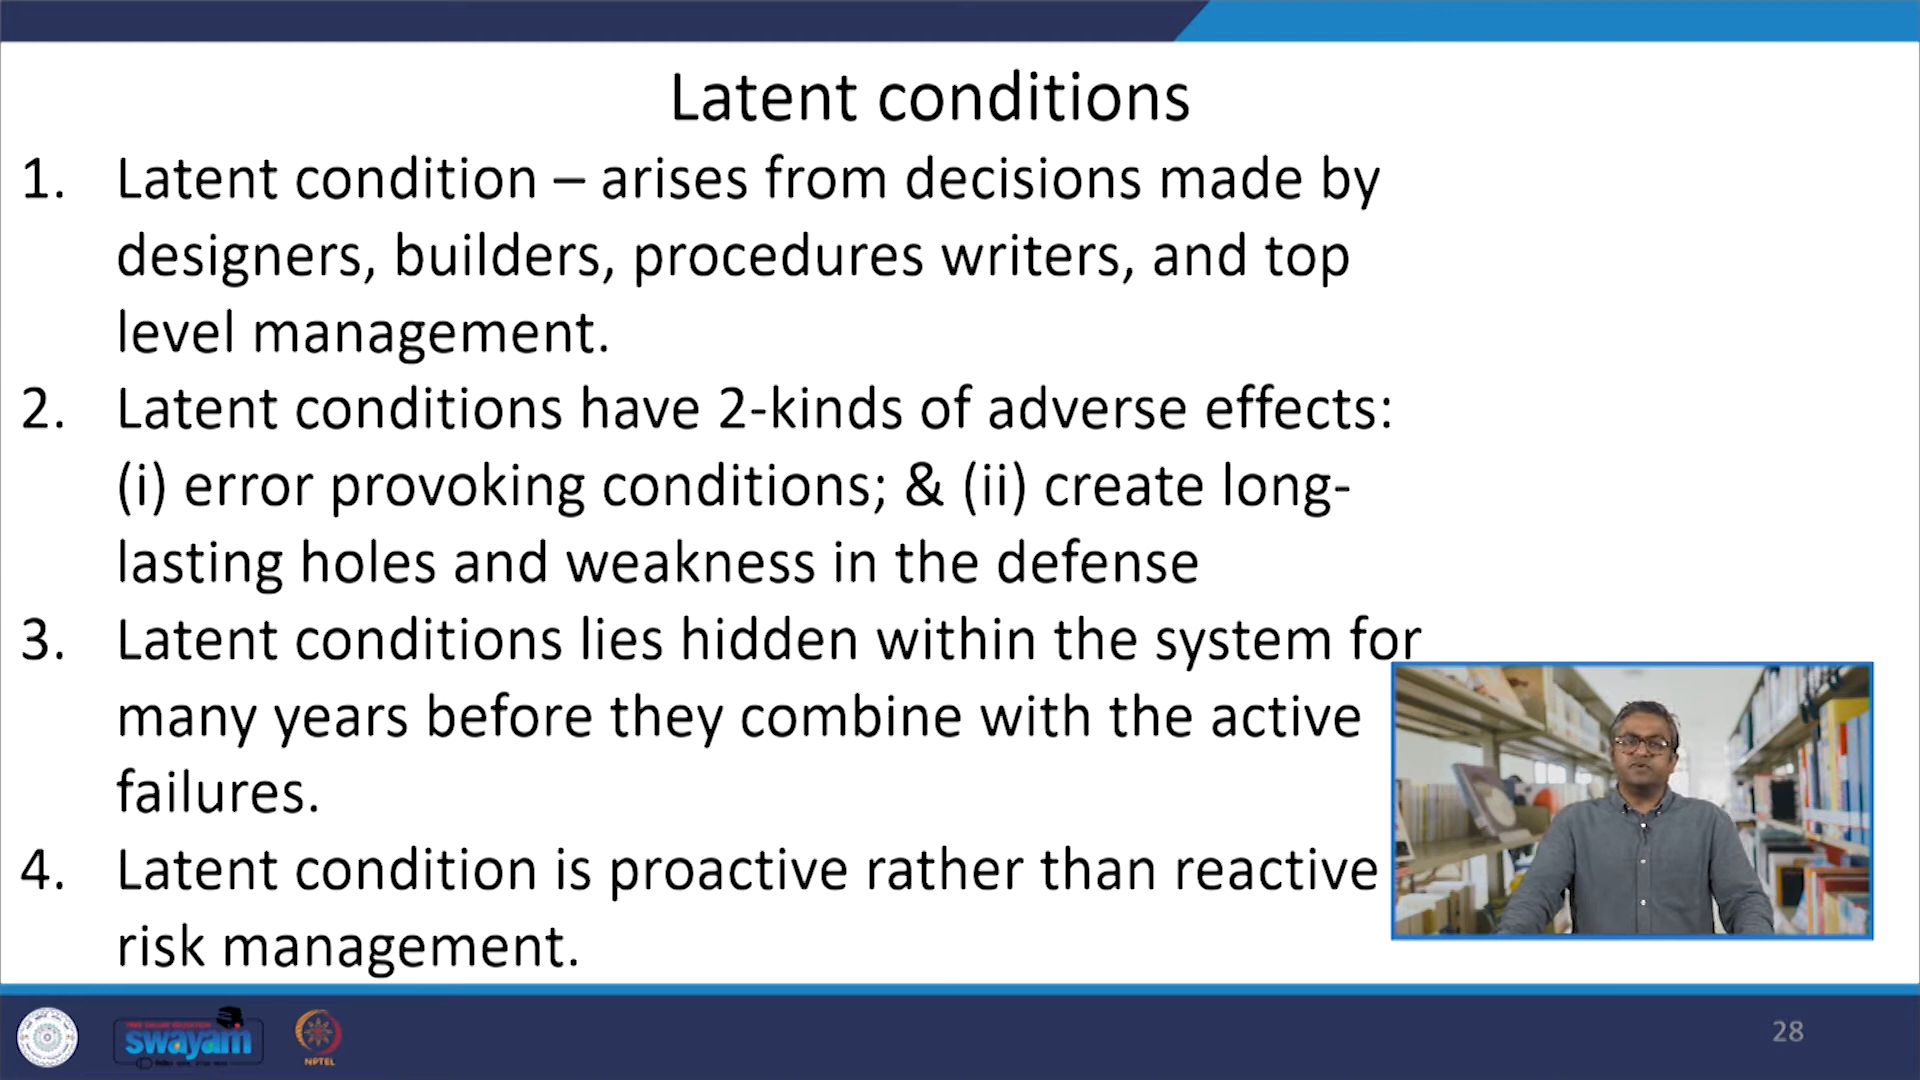 Latent conditions
1. Latent condition – arises from decisions made by
designers, builders, procedures writers, and top
level management.
2. Latent conditions have 2-kinds of adverse effects:
(i) error provoking conditions; & (ii) create long-
lasting holes and weakness in the defense
3. Latent conditions lies hidden within the system for
many years before they combine with the active
failures.
4. Latent condition is proactive rather than reactive
risk management.
swayam
NPTEL
28